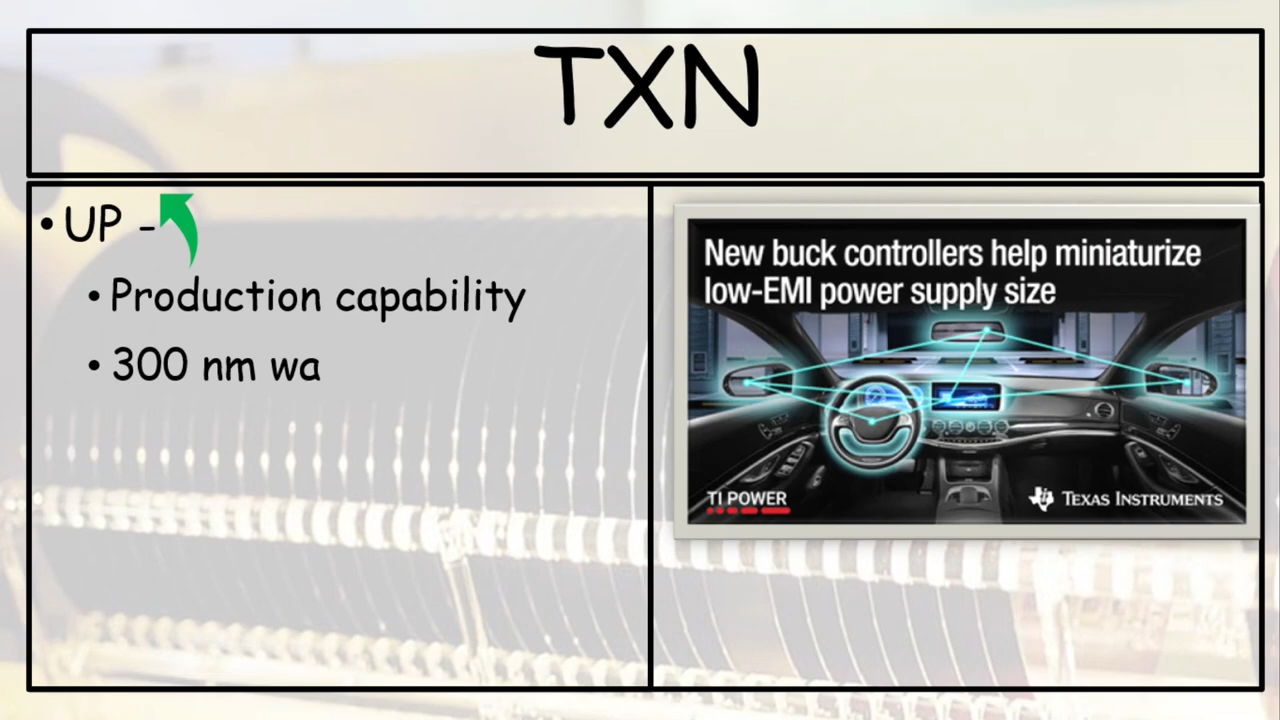 TXN
• UP -
• Production capability
• 300 nm wa
New buck controllers help miniaturize
low-EMI power supply size
TI POWER
TEXAS INSTRUMENTS